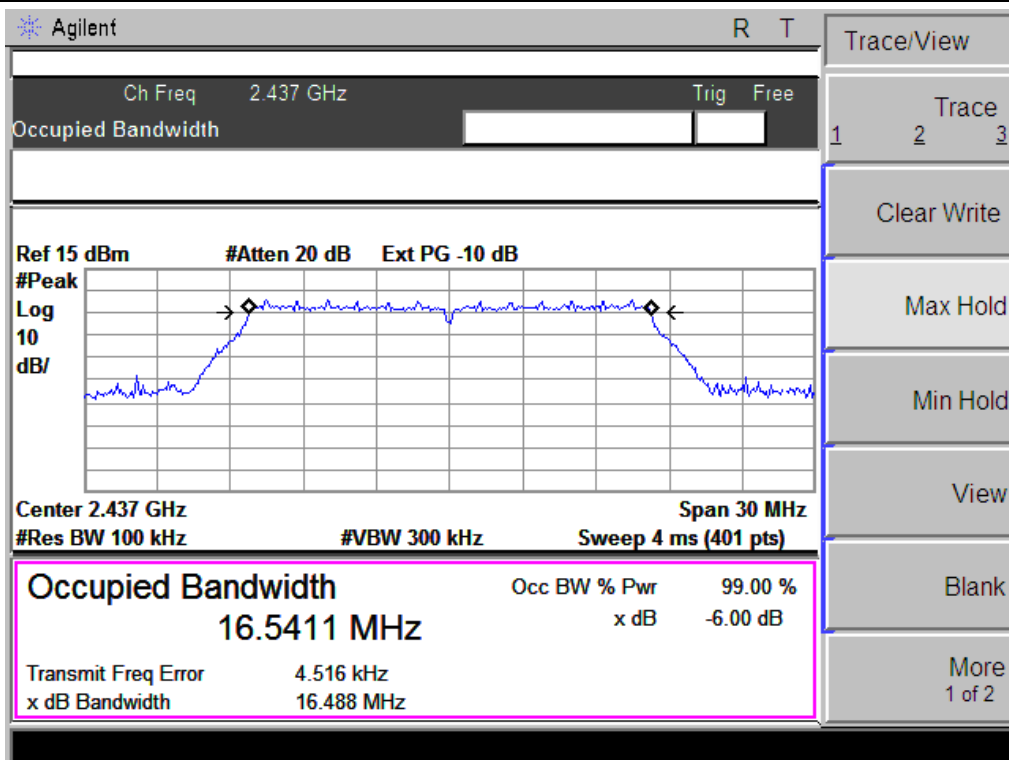 Agilent R T
Ch Freq 2.437 GHz Trig Free
Occupied Bandwidth
Ref 15 dBm #Atten 20 dB Ext PG -10 dB
#Peak
Log
10
dB/
Center 2.437 GHz Span 30 MHz
#Res BW 100 kHz #VBW 300 kHz Sweep 4 ms (401 pts)
Occupied Bandwidth Occ BW % Pwr 99.00 %
16.5411 MHz x dB -6.00 dB
Transmit Freq Error 4.516 kHz
x dB Bandwidth 16.488 MHz
Trace/View
Trace
1 2 3
Clear Write
Max Hold
Min Hold
View
Blank
More
1 of 2